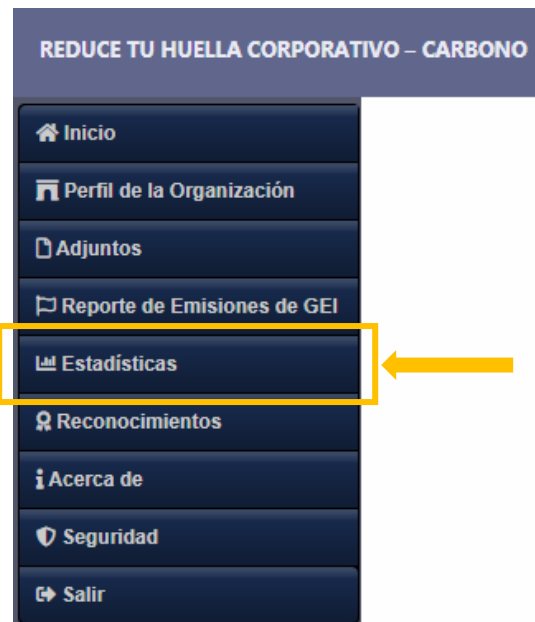 REDUCE TU HUELLA CORPORATIVO – CARBONO
Inicio
Perfil de la Organización
Adjuntos
Reporte de Emisiones de GEI
Estadísticas
Reconocimientos
Acerca de
Seguridad
Salir